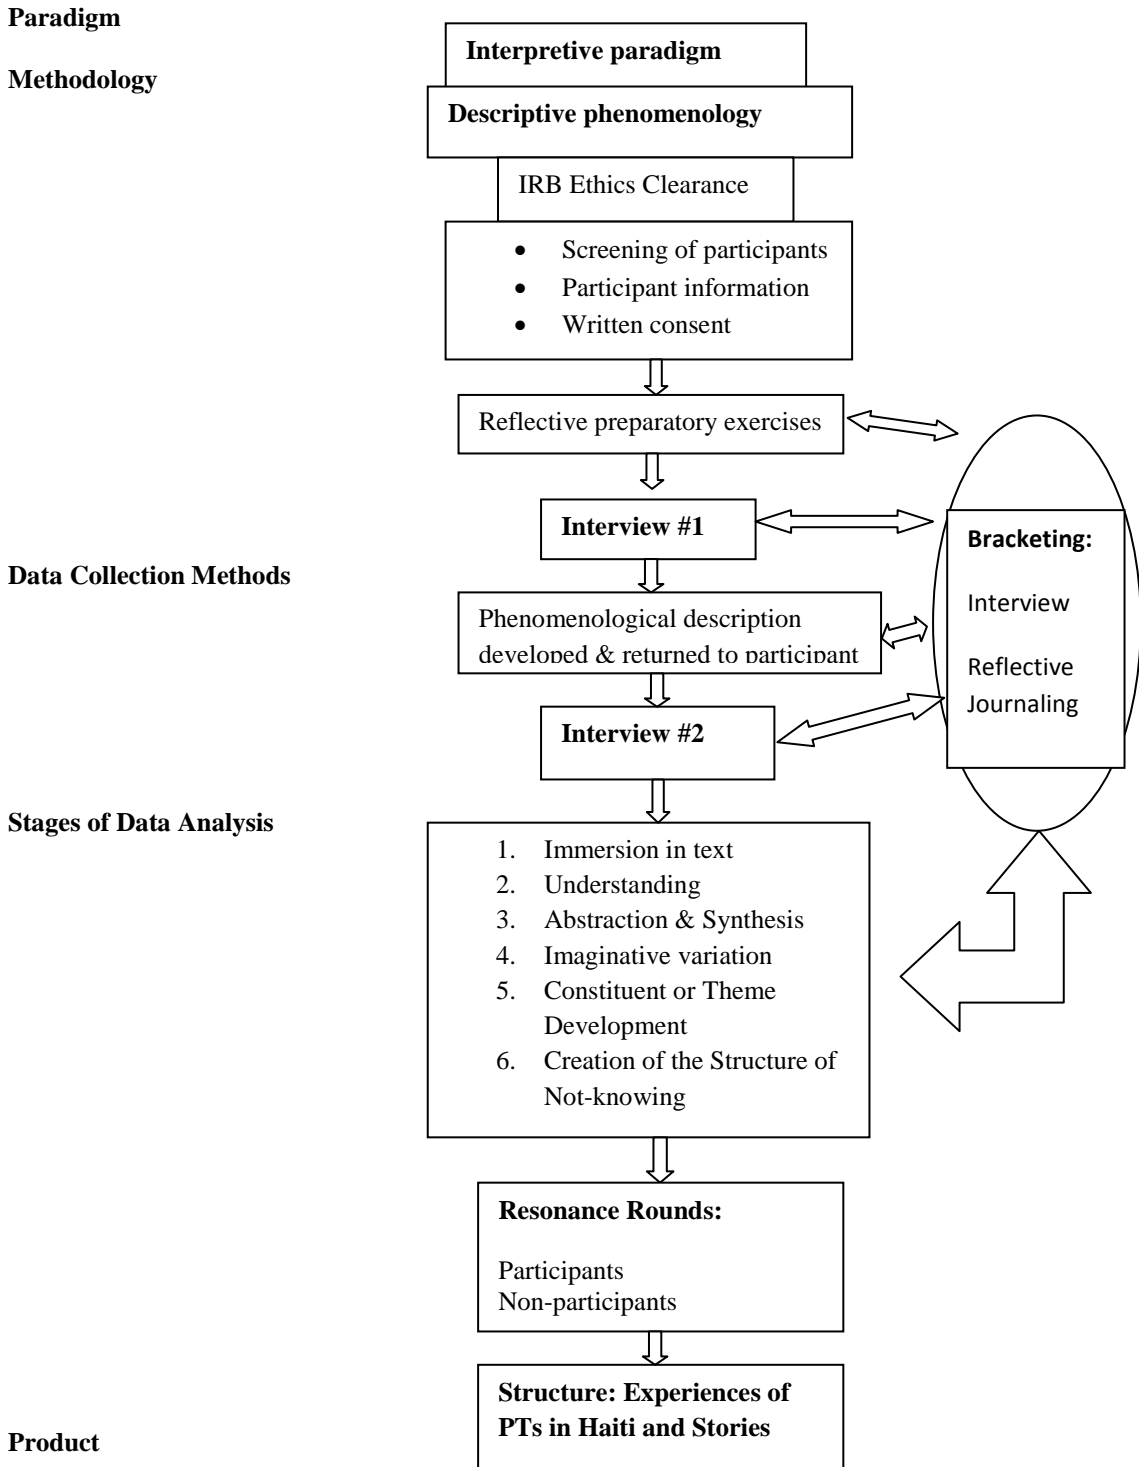 Paradigm
Interpretive paradigm
Methodology
Descriptive phenomenology
IRB Ethics Clearance
• Screening of participants
• Participant information
• Written consent
Reflective preparatory exercises
Interview #1
Bracketing:
Interview
Reflective
Journaling
Data Collection Methods
Phenomenological description
developed & returned to participant
Interview #2
Stages of Data Analysis
1. Immersion in text
2. Understanding
3. Abstraction & Synthesis
4. Imaginative variation
5. Constituent or Theme
Development
6. Creation of the Structure of
Not-knowing
Resonance Rounds:
Participants
Non-participants
Structure: Experiences of
PTs in Haiti and Stories
Product